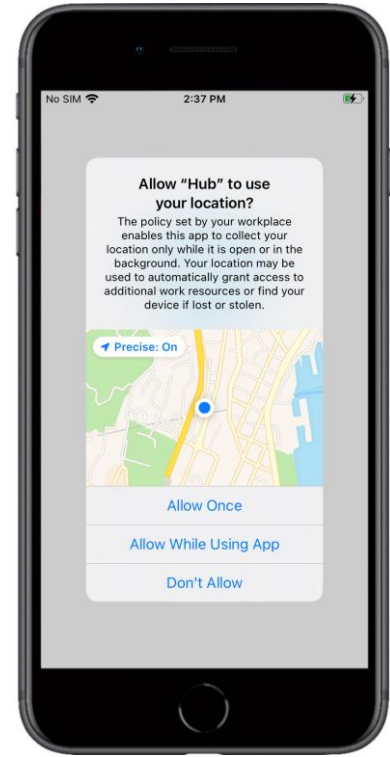 No SIM 2:37 PM
Allow “Hub” to use
your location?
The policy set by your workplace
enables this app to collect your
location only while it is open or in the
background. Your location may be
used to automatically grant access to
additional work resources or find your
device if lost or stolen.
Precise: On
Allow Once
Allow While Using App
Don’t Allow